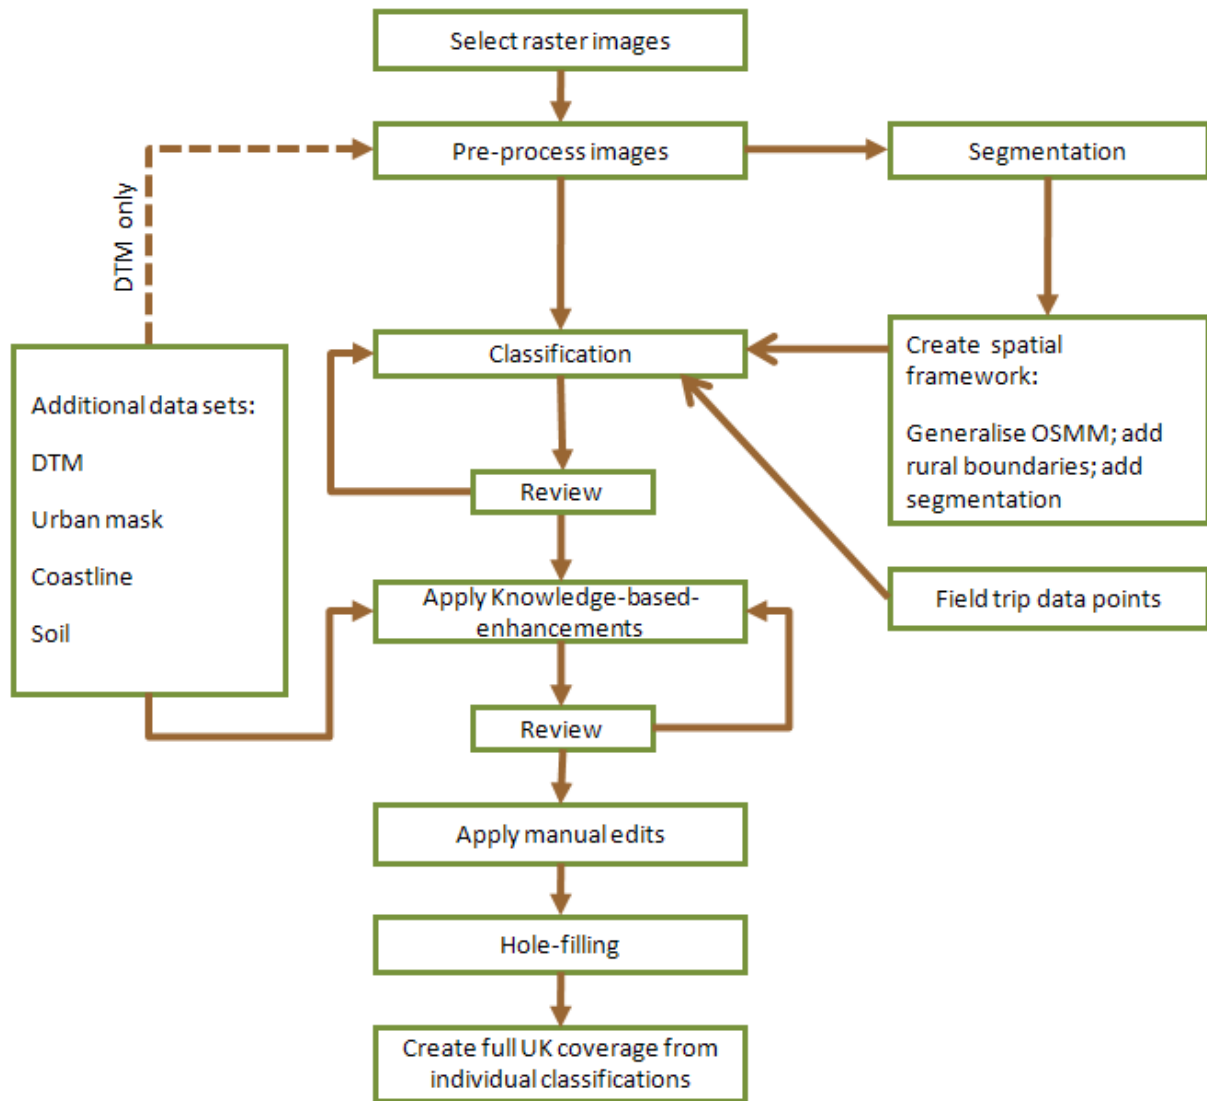 Select raster images
Pre-process images
Segmentation
DTM only
Classification
Create spatial
framework:
Generalise OSMM; add
rural boundaries; add
segmentation
Additional data sets:
DTM
Urban mask
Coastline
Soil
Review
Field trip data points
Apply Knowledge-based-
enhancements
Review
Apply manual edits
Hole-filling
Create full UK coverage from
individual classifications